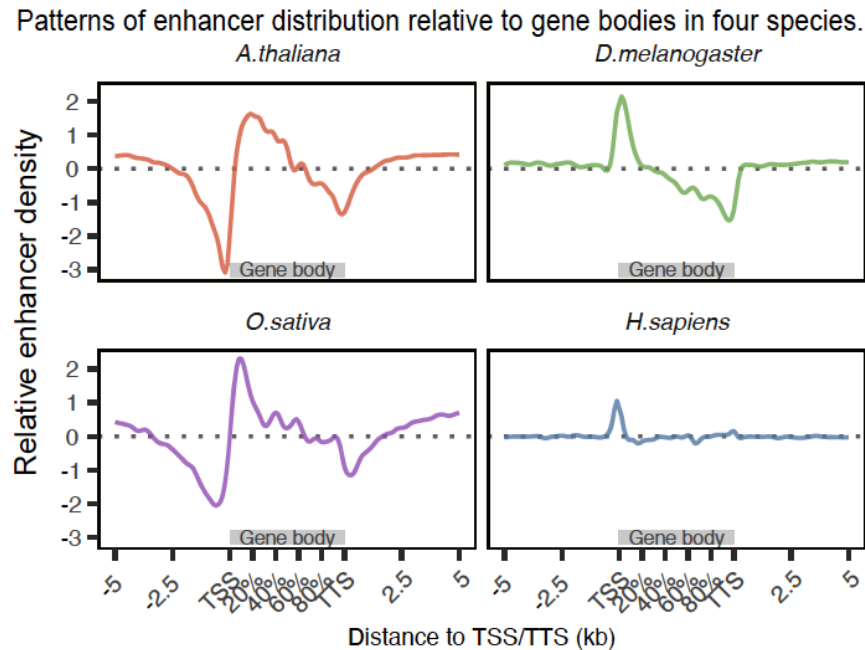 Patterns of enhancer distribution relative to gene bodies in four species.
A.thaliana
D.melanogaster
Relative enhancer density
2
1
0
-1
-2
-3
Gene body
Gene body
O.sativa
H.sapiens
2
1
0
-1
-2
-3
Gene body
Gene body
-5
-2.5
TSS
20%
40%
60%
80%
TTS
2.5
5
-5
-2.5
TSS
20%
40%
60%
80%
TTS
2.5
5
Distance to TSS/TTS (kb)